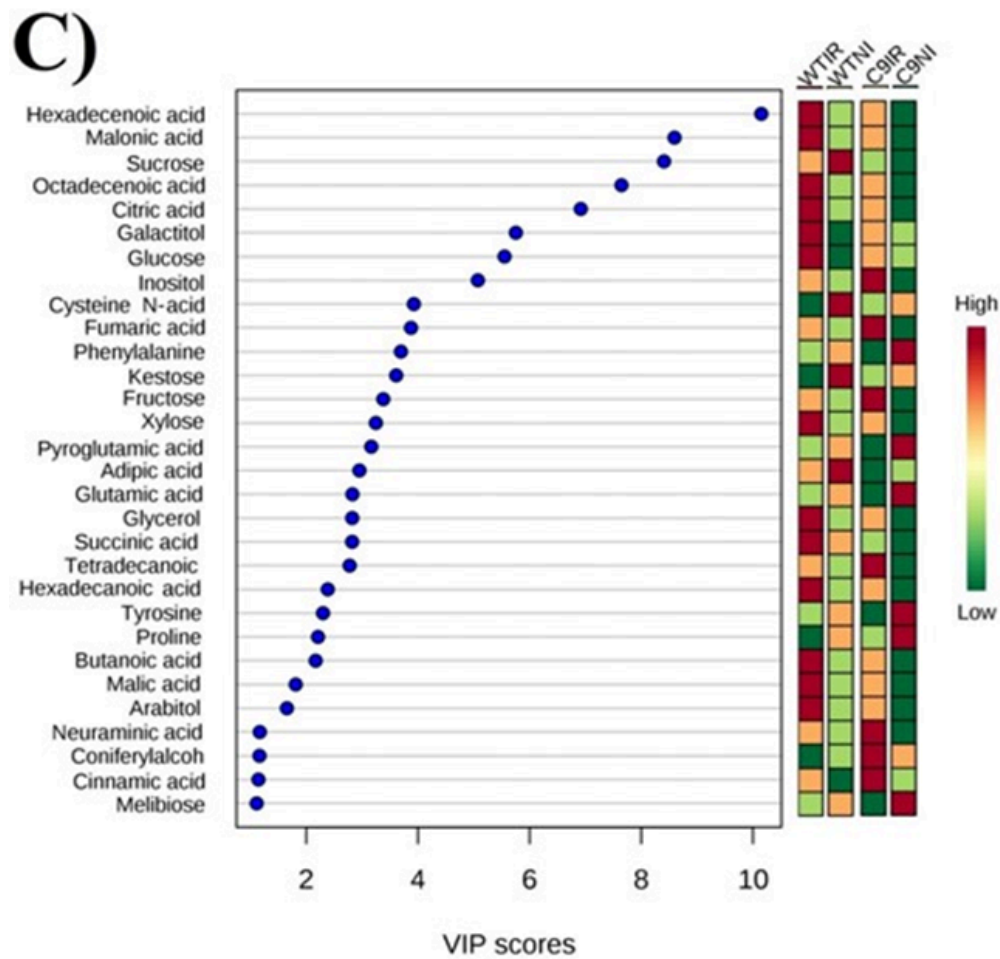 C)
WTIR WTNI C9IR C9NI
Hexadecenoic acid
Malonic acid
Sucrose
Octadecenoic acid
Citric acid
Galactitol
Glucose
Inositol
Cysteine N-acid
Fumaric acid
Phenylalanine
Kestose
Fructose
Xylose
Pyroglutamic acid
Adipic acid
Glutamic acid
Glycerol
Succinic acid
Tetradecanoic
Hexadecanoic acid
Tyrosine
Proline
Butanoic acid
Malic acid
Arabitol
Neuraminic acid
Coniferylalcoh
Cinnamic acid
Melibiose
High
Low
2 4 6 8 10
VIP scores